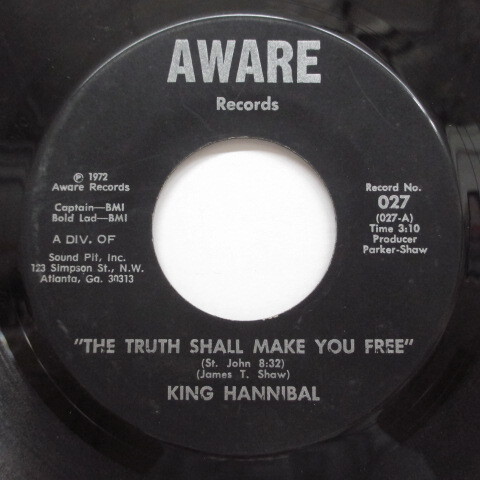 AWARE
Records
℗ 1972
Aware Records
Captain—BMI
Bold Lad—BMI
A DIV. OF
Sound Pit, Inc.
123 Simpson St., N.W.
Atlanta, Ga. 30313
Record No.
027
(027-A)
Time 3:10
Producer
Parker-Shaw
"THE TRUTH SHALL MAKE YOU FREE"
(St. John 8:32)
(James T. Shaw)
KING HANNIBAL